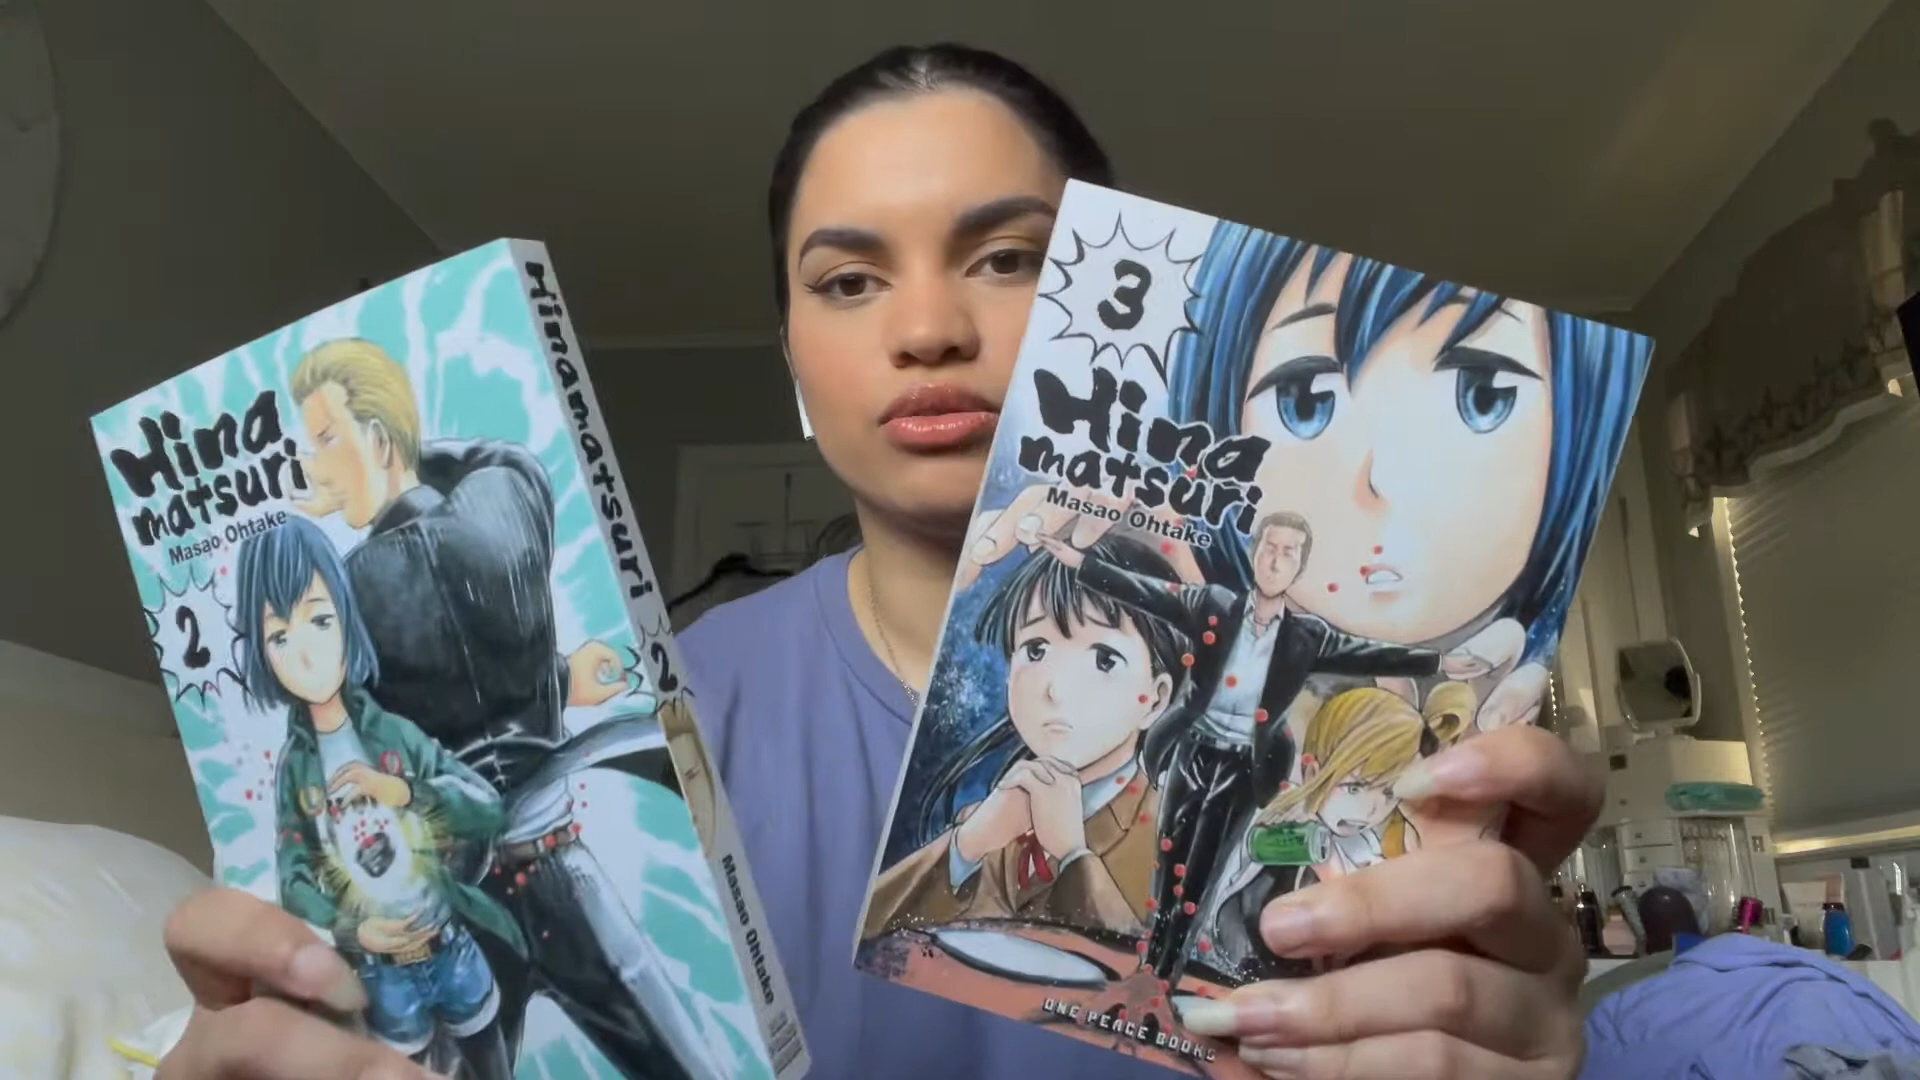 Hina
matsuri
Masao Ohtake
2
Hinamatsuri
2
Masao Ohtake
3
Hina
matsuri
Masao Ohtake
ONE PEACE BOOKS